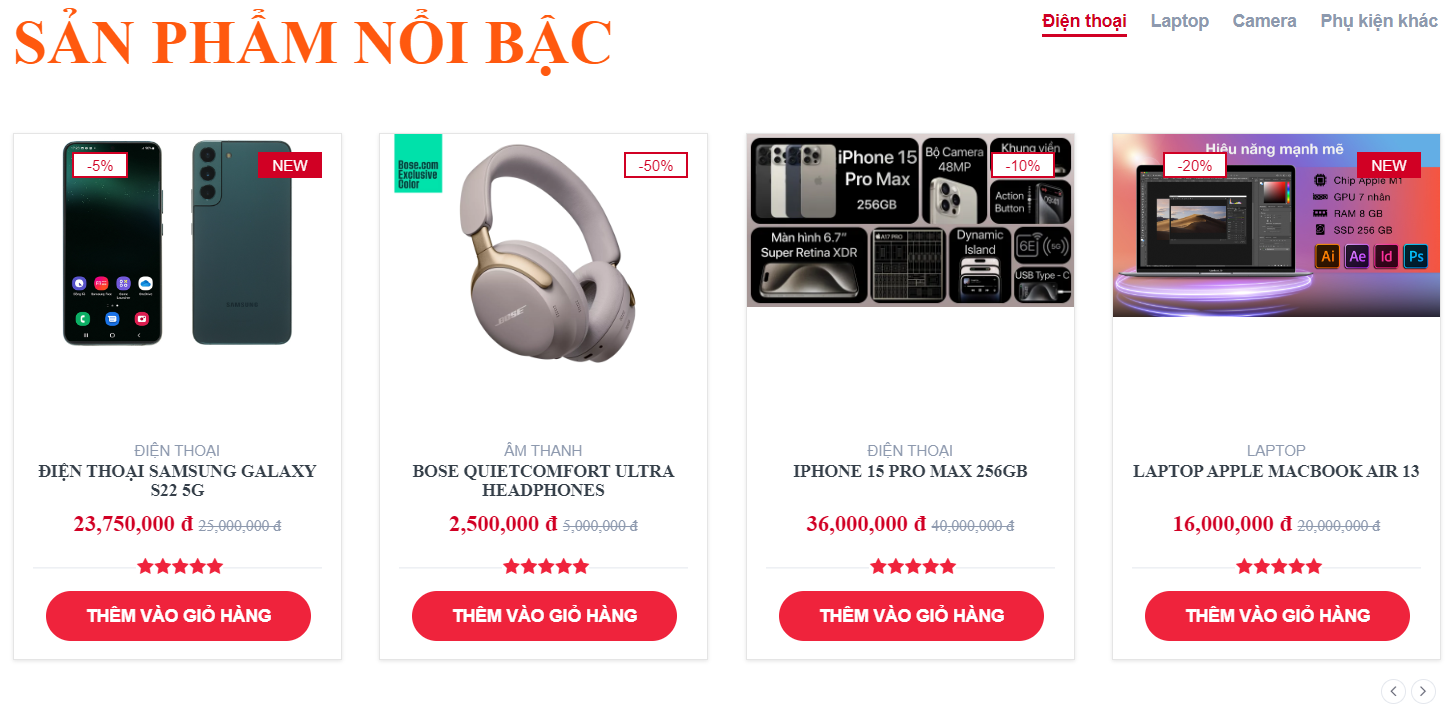 SẢN PHẨM NỔI BẬC
Điện thoại Laptop Camera Phụ kiện khác
-5%
NEW
SAMSUNG
ĐIỆN THOẠI
ĐIỆN THOẠI SAMSUNG GALAXY
S22 5G
23,750,000 đ 25,000,000 đ
THÊM VÀO GIỎ HÀNG
Bose.com
Exclusive
Color
-50%
BOSE
ÂM THANH
BOSE QUIETCOMFORT ULTRA
HEADPHONES
2,500,000 đ 5,000,000 đ
THÊM VÀO GIỎ HÀNG
iPhone 15
Pro Max
256GB
Bộ Camera
48MP
Khung viền
-10%
Action
Button
Màn hình 6.7"
Super Retina XDR
A17 PRO
Dynamic
Island
6E
5G
USB Type - C
ĐIỆN THOẠI
IPHONE 15 PRO MAX 256GB
36,000,000 đ 40,000,000 đ
THÊM VÀO GIỎ HÀNG
Hiệu năng mạnh mẽ
-20%
NEW
Chip Apple M1
GPU 7 nhân
RAM 8 GB
SSD 256 GB
Ai Ae Id Ps
LAPTOP
LAPTOP APPLE MACBOOK AIR 13
16,000,000 đ 20,000,000 đ
THÊM VÀO GIỎ HÀNG